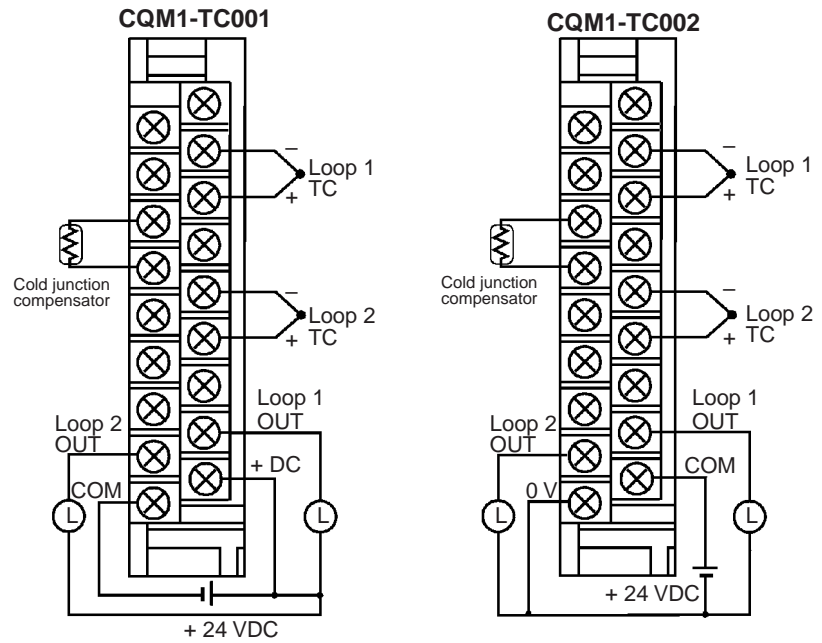 CQM1-TC001
–
Loop 1
TC
+
Cold junction
compensator
–
Loop 2
TC
+
Loop 1
OUT
Loop 2
OUT
+ DC
COM
L
L
+ 24 VDC
CQM1-TC002
–
Loop 1
TC
+
Cold junction
compensator
–
Loop 2
TC
+
Loop 1
OUT
Loop 2
OUT
COM
0 V
L
L
+ 24 VDC